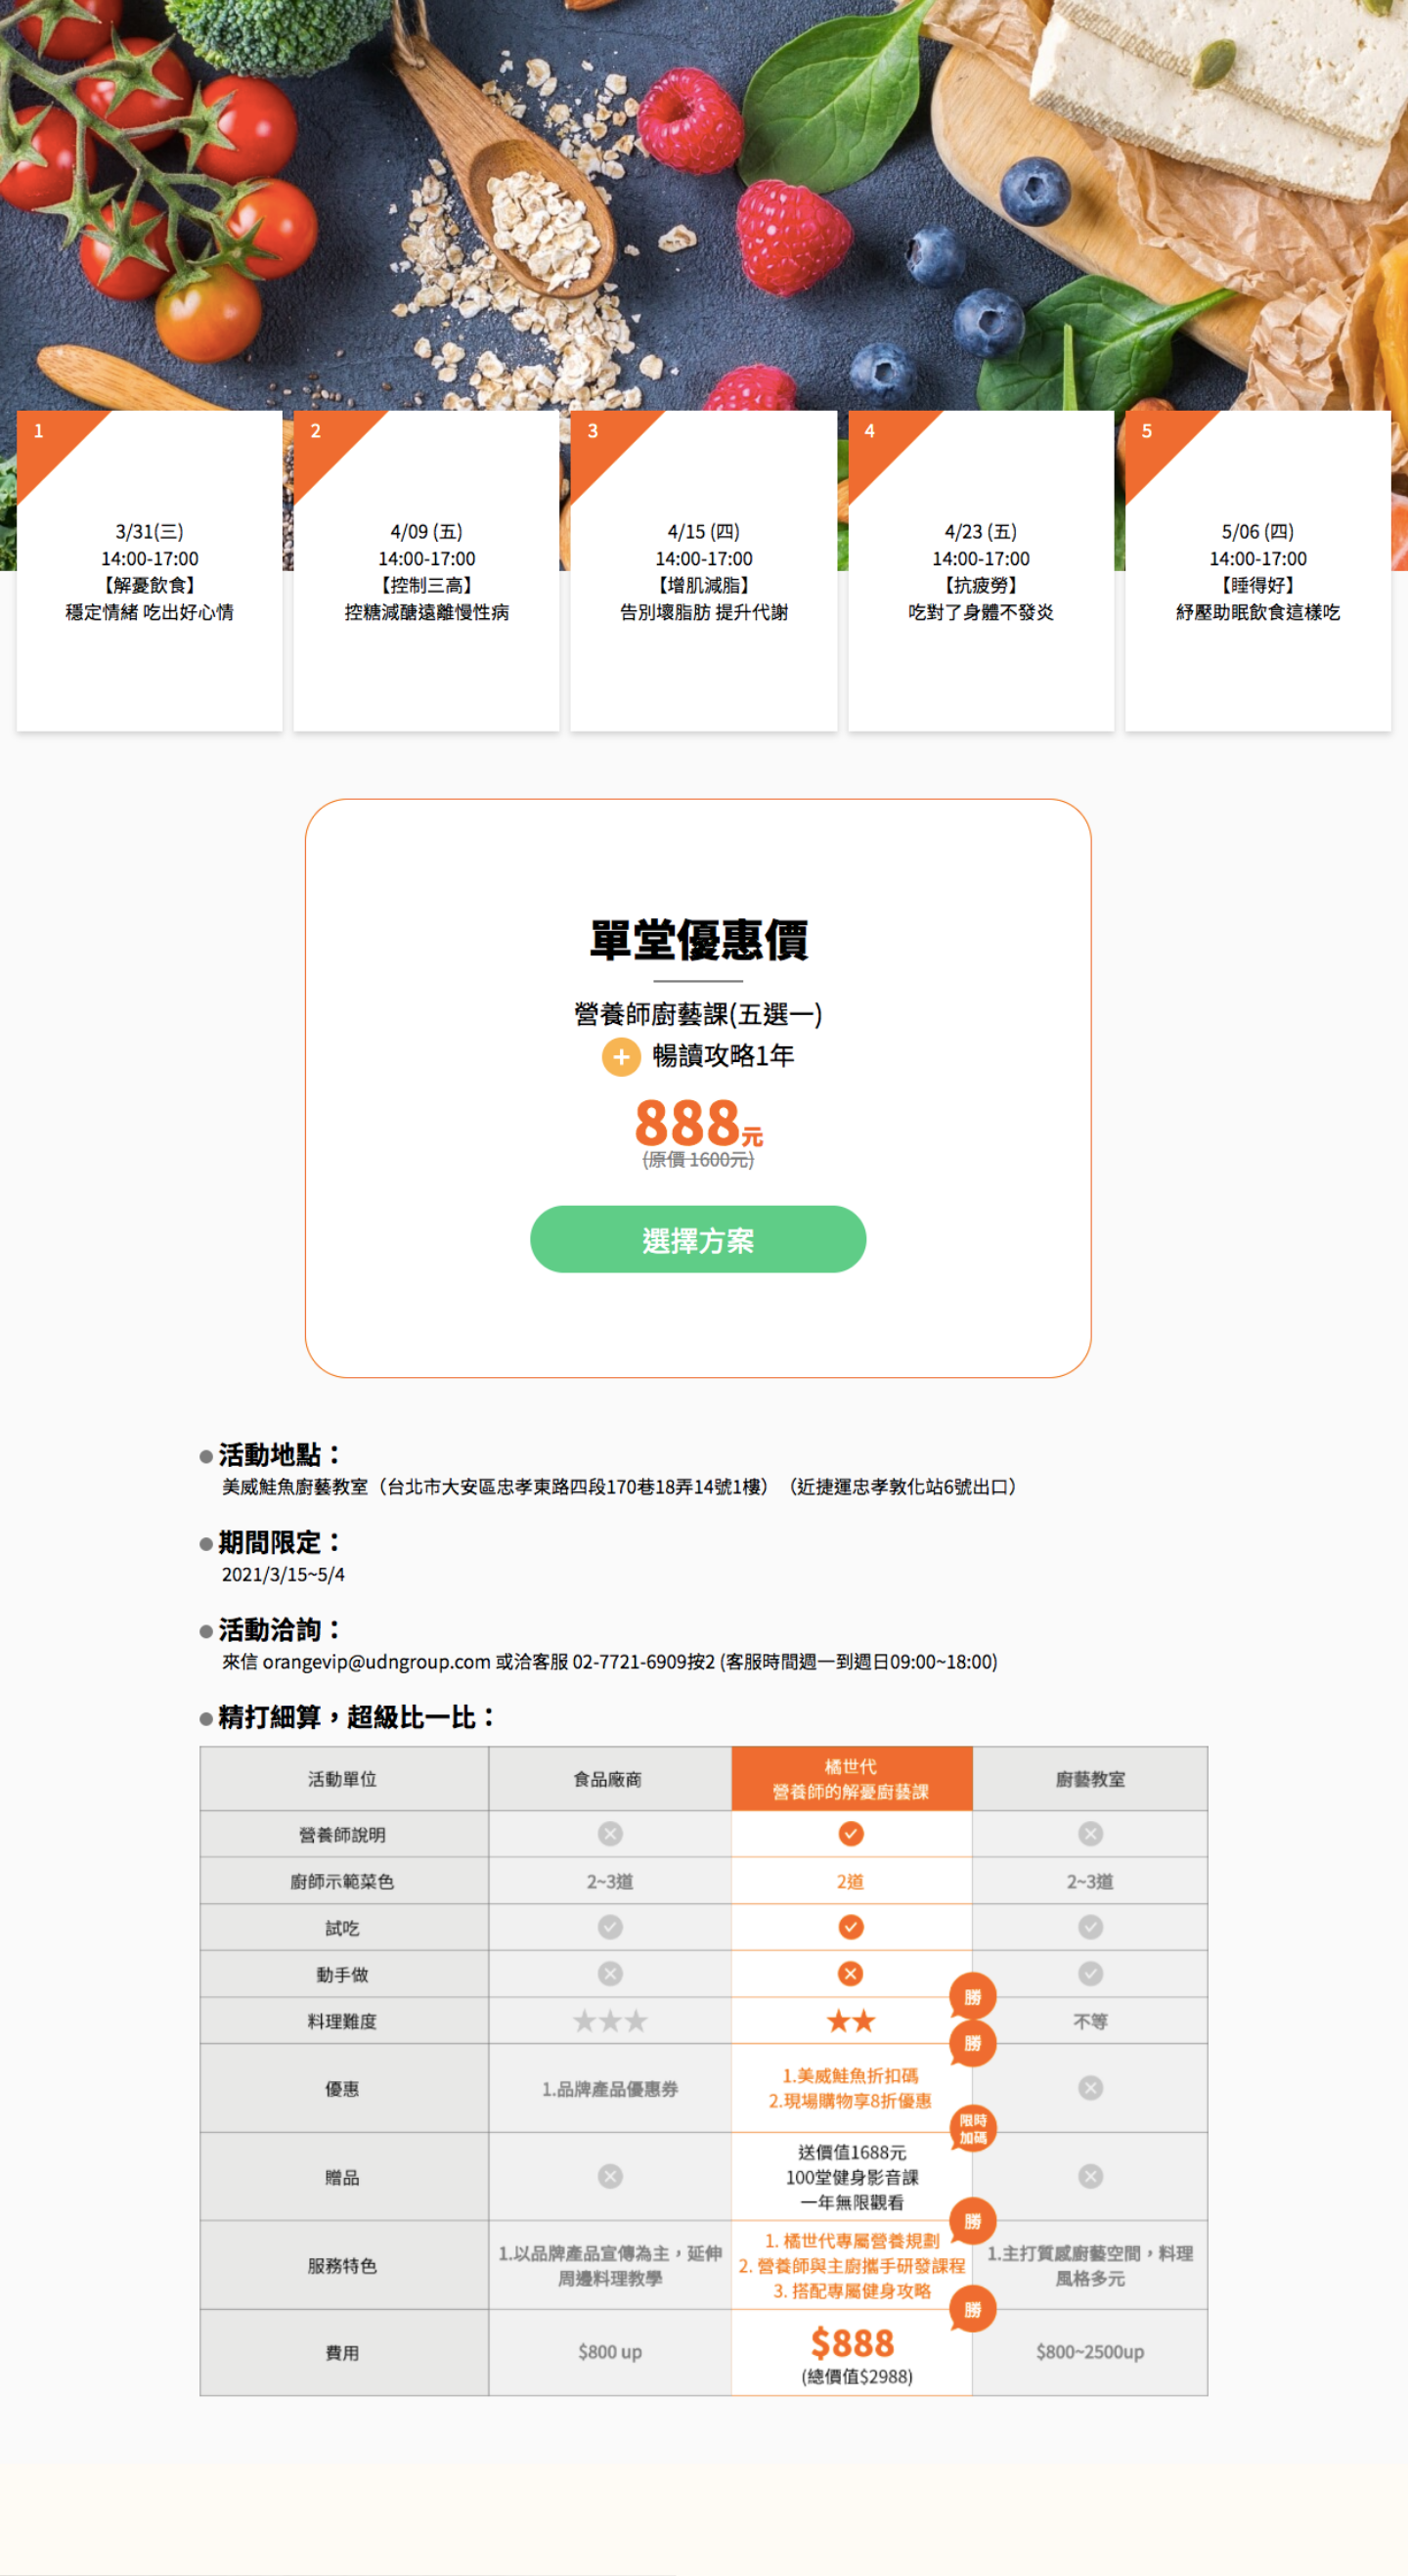 1
3/31(三)
14:00-17:00
【解憂飲食】
穩定情緒 吃出好心情
2
4/09 (五)
14:00-17:00
【控制三高】
控糖減醣遠離慢性病
3
4/15 (四)
14:00-17:00
【增肌減脂】
告別壞脂肪 提升代謝
4
4/23 (五)
14:00-17:00
【抗疲勞】
吃對了身體不發炎
5
5/06 (四)
14:00-17:00
【睡得好】
紓壓助眠飲食這樣吃
單堂優惠價
營養師廚藝課(五選一)
+ 暢讀攻略1年
888元
(原價 1600元)
選擇方案
活動地點：
美威鮭魚廚藝教室（台北市大安區忠孝東路四段170巷18弄14號1樓）（近捷運忠孝敦化站6號出口）
期間限定：
2021/3/15~5/4
活動洽詢：
來信 orangevip@udngroup.com 或洽客服 02-7721-6909按2 (客服時間週一到週日09:00~18:00)
精打細算，超級比一比：
活動單位
食品廠商
橘世代
營養師的解憂廚藝課
廚藝教室
營養師說明
廚師示範菜色
2~3道
2道
2~3道
試吃
動手做
料理難度
★★★
★★
勝
不等
優惠
1.品牌產品優惠券
1.美威鮭魚折扣碼
2.現場購物享8折優惠
勝
贈品
送價值1688元
100堂健身影音課
一年無限觀看
限時
加碼
服務特色
1.以品牌產品宣傳為主，延伸
周邊料理教學
1. 橘世代專屬營養規劃
2. 營養師與主廚攜手研發課程
3. 搭配專屬健身攻略
勝
1.主打質感廚藝空間，料理
風格多元
費用
$800 up
$888
(總價值$2988)
勝
$800~2500up